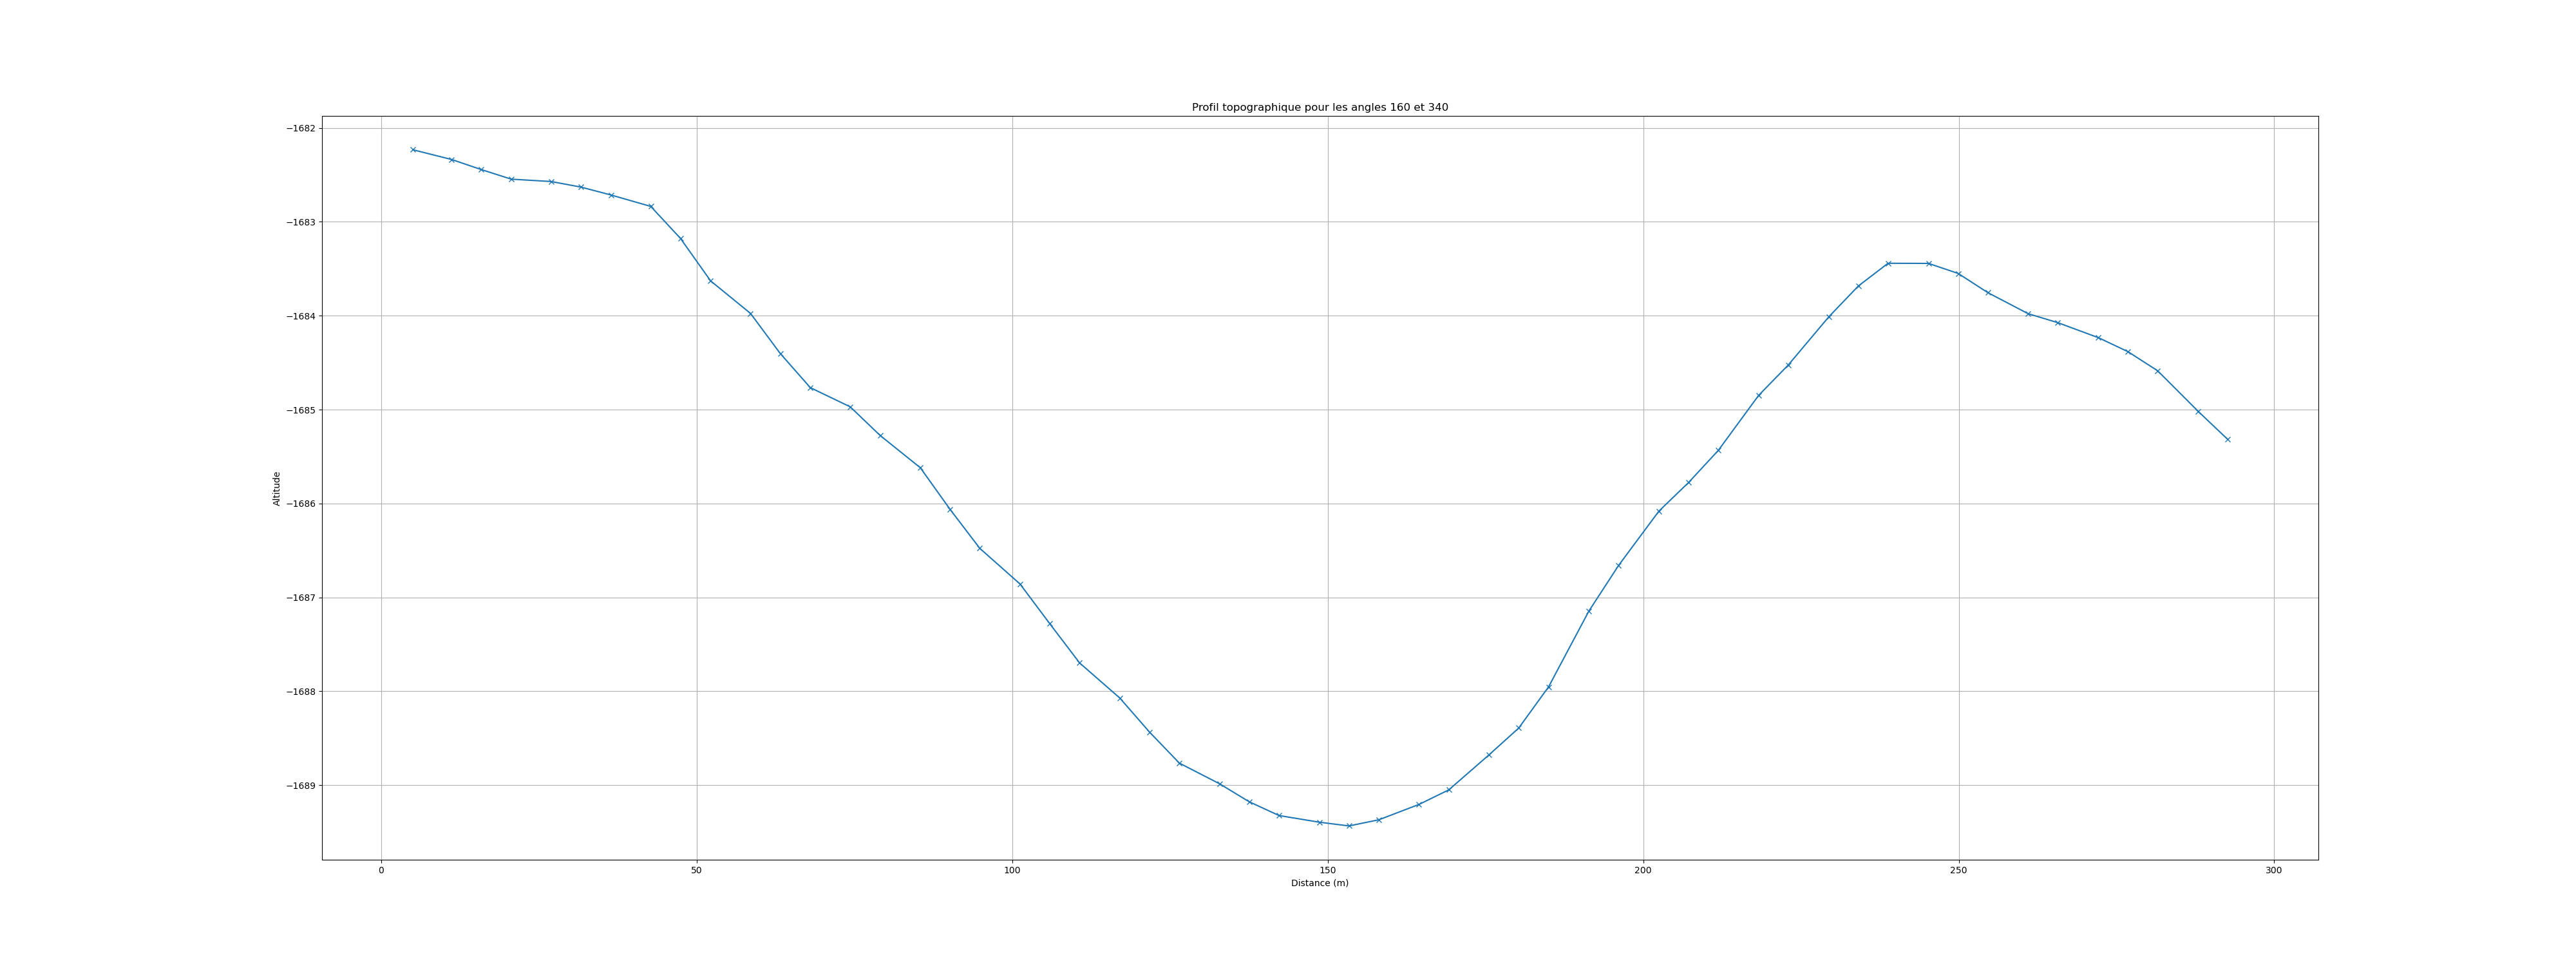 Profil topographique pour les angles 160 et 340
−1682
−1683
−1684
−1685
−1686
−1687
−1688
−1689
Altitude
0 50 100 150 200 250 300
Distance (m)